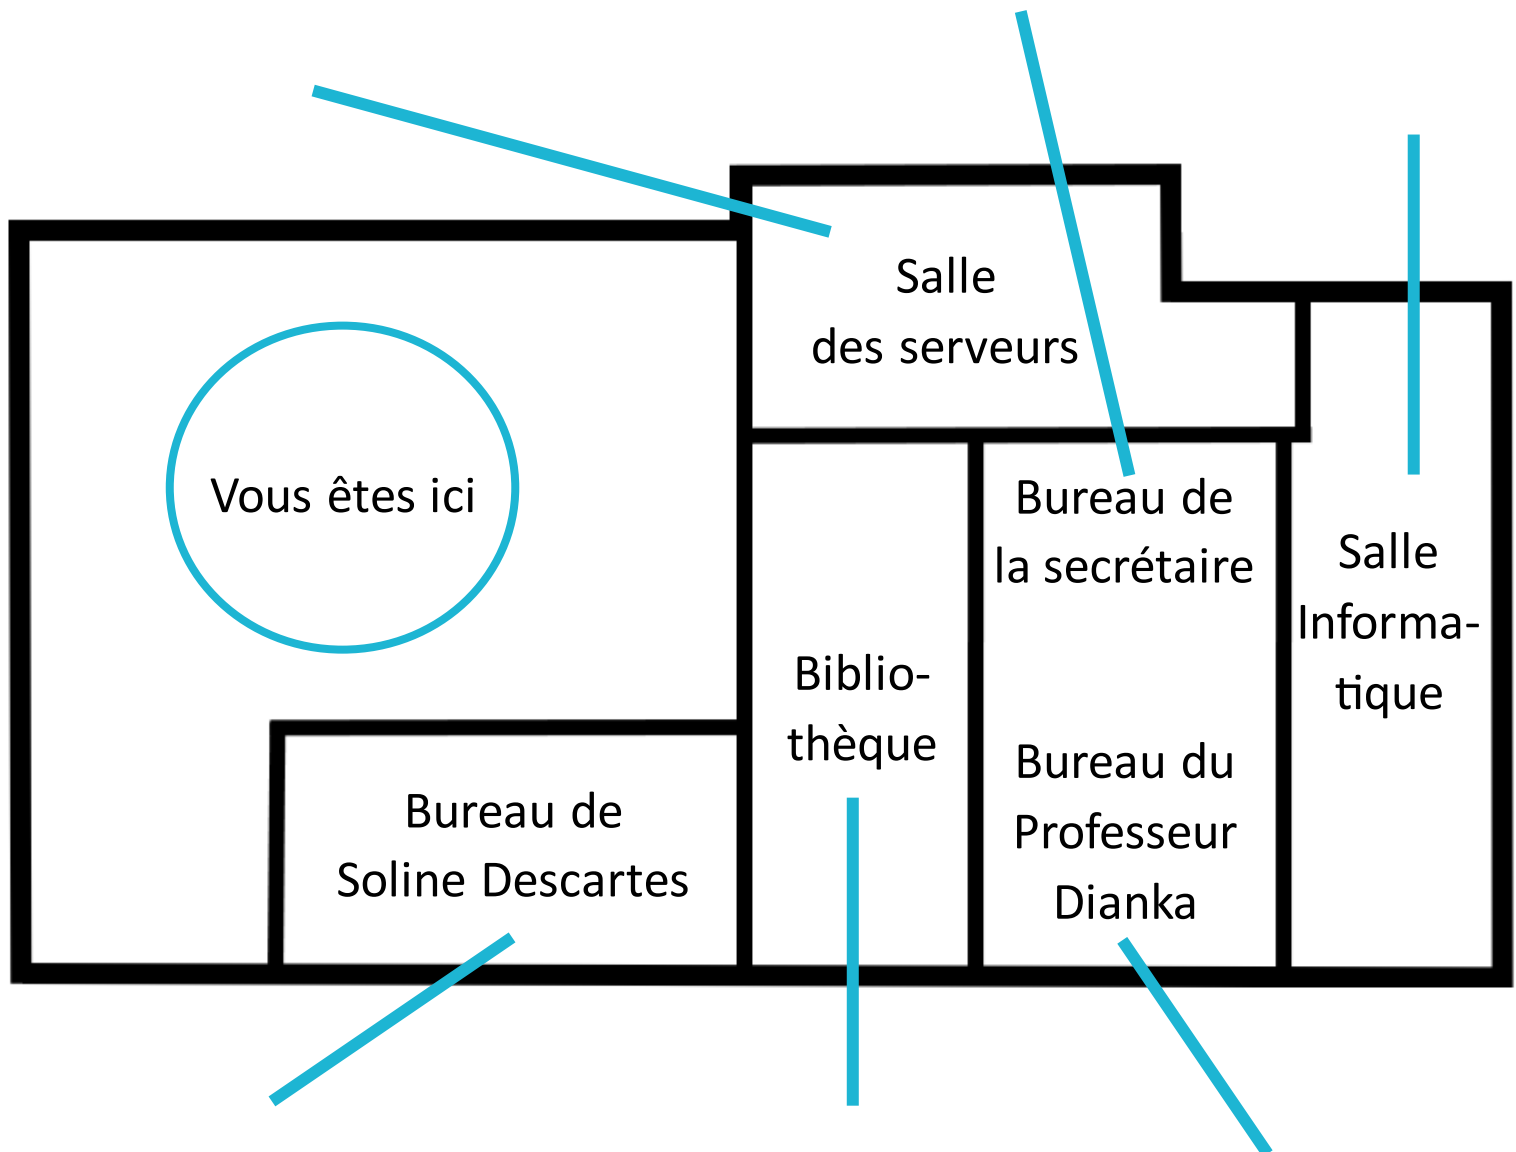 Salle
des serveurs
Vous êtes ici
Bureau de
la secrétaire
Salle
Informa-
tique
Biblio-
thèque
Bureau du
Professeur
Dianka
Bureau de
Soline Descartes